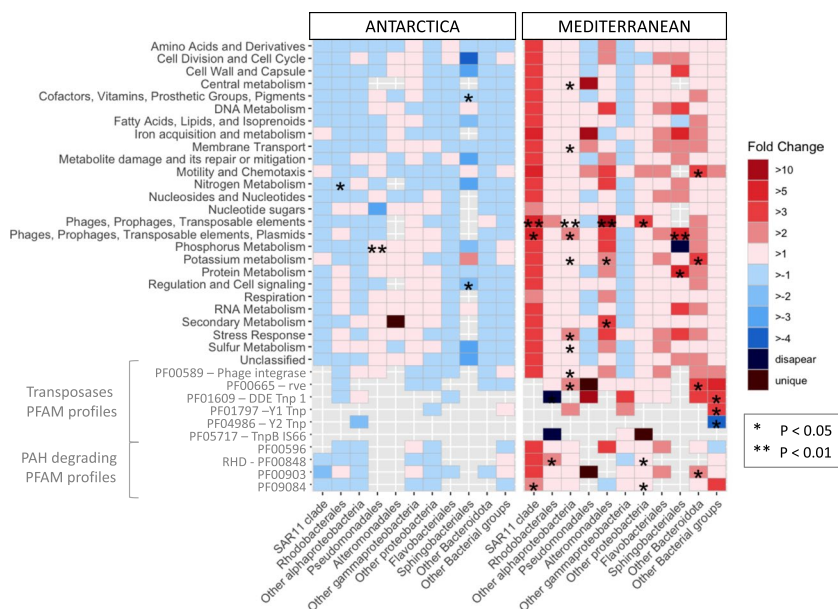 ANTARCTICA
MEDITERRANEAN
Amino Acids and Derivatives
Cell Division and Cell Cycle
Cell Wall and Capsule
Central metabolism
Cofactors, Vitamins, Prosthetic Groups, Pigments
DNA Metabolism
Fatty Acids, Lipids, and Isoprenoids
Iron acquisition and metabolism
Membrane Transport
Metabolite damage and its repair or mitigation
Motility and Chemotaxis
Nitrogen Metabolism
Nucleosides and Nucleotides
Nucleotide sugars
Phages, Prophages, Transposable elements
Phages, Prophages, Transposable elements, Plasmids
Phosphorus Metabolism
Potassium metabolism
Protein Metabolism
Regulation and Cell signaling
Respiration
RNA Metabolism
Secondary Metabolism
Stress Response
Sulfur Metabolism
Unclassified
PF00589 – Phage integrase
PF00665 – rve
PF01609 – DDE Tnp 1
PF01797 –Y1 Tnp
PF04986 – Y2 Tnp
PF05717 – TnpB IS66
PF00596
RHD - PF00848
PF00903
PF09084
Transposases
PFAM profiles
PAH degrading
PFAM profiles
SAR11 clade
Rhodobacterales
Other alphaproteobacteria
Pseudomonadales
Alteromonadales
Other gammaproteobacteria
Other proteobacteria
Flavobacteriales
Sphingobacteriales
Other Bacteroidota
Other Bacterial groups
SAR11 clade
Rhodobacterales
Other alphaproteobacteria
Pseudomonadales
Alteromonadales
Other gammaproteobacteria
Other proteobacteria
Flavobacteriales
Sphingobacteriales
Other Bacteroidota
Other Bacterial groups
Fold Change
>10
>5
>3
>2
>1
>-1
>-2
>-3
>-4
disapear
unique
* P < 0.05
** P < 0.01